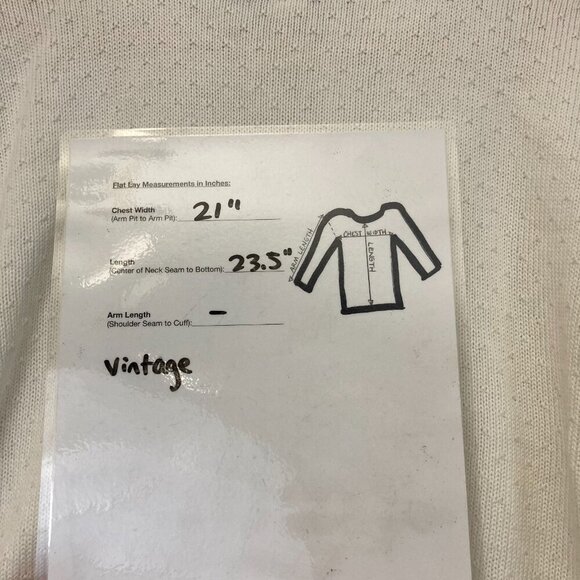 Flat Lay Measurements in Inches:
Chest Width
(Arm Pit to Arm Pit): 21"
Length
(Center of Neck Seam to Bottom): 23.5"
Arm Length
(Shoulder Seam to Cuff): -
Vintage
ARM LENGTH
CHEST WIDTH
LENGTH